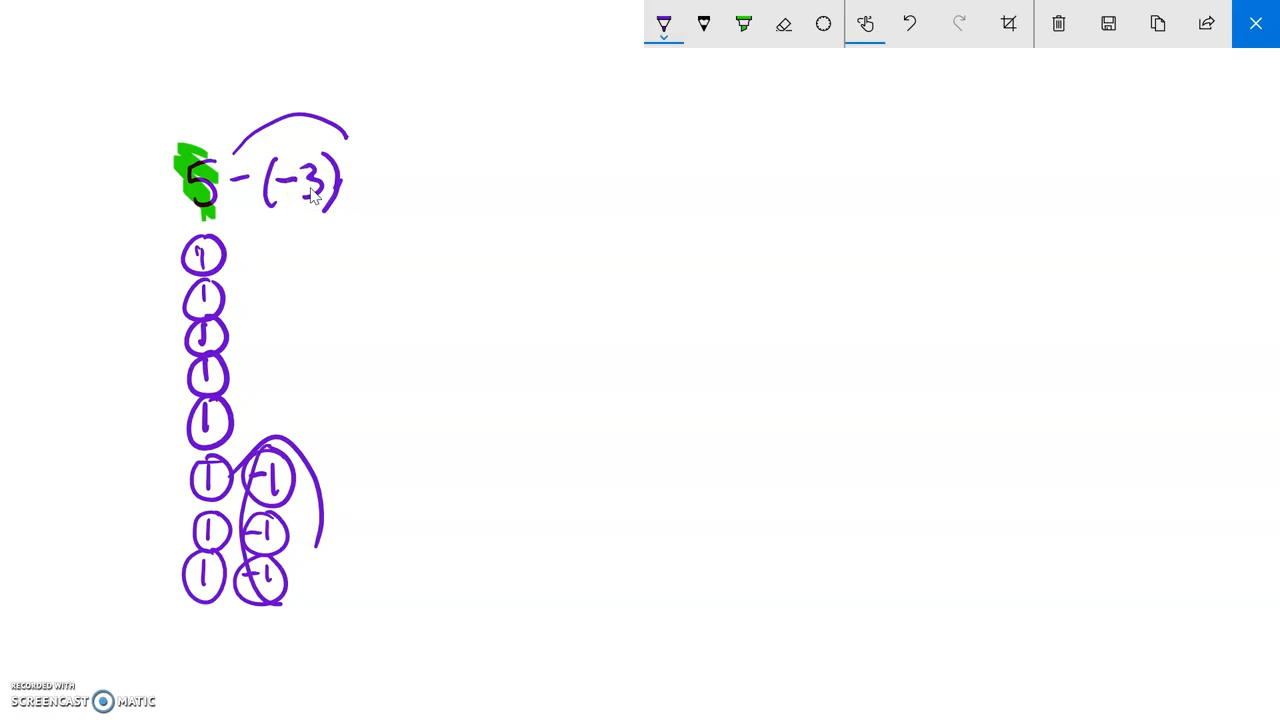 5 - (-3)
1
1
1
1
1
1 -1
1 -1
1 -1
RECORDED WITH
SCREENCAST MATIC